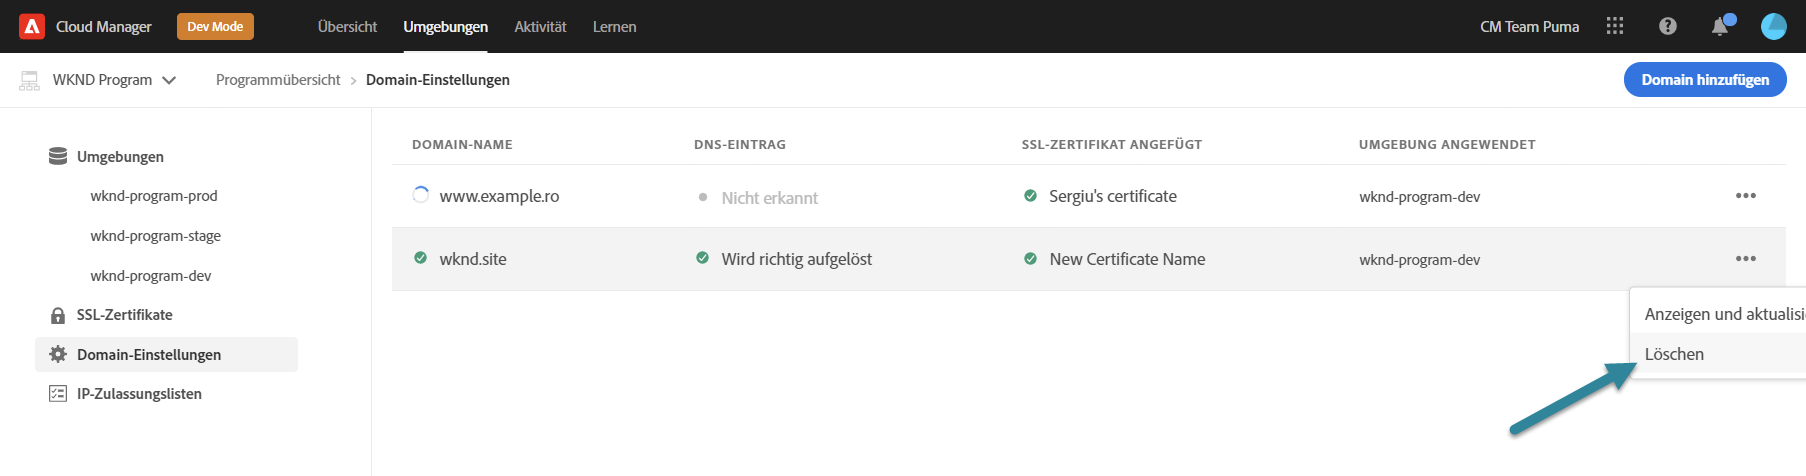 Cloud Manager Dev Mode Übersicht Umgebungen Aktivität Lernen CM Team Puma
WKND Program Programmübersicht > Domain-Einstellungen Domain hinzufügen
DOMAIN-NAME DNS-EINTRAG SSL-ZERTIFIKAT ANGEFÜGT UMGEBUNG ANGEWENDET
Umgebungen
wknd-program-prod
wknd-program-stage
wknd-program-dev
SSL-Zertifikate
Domain-Einstellungen
IP-Zulassungslisten
www.example.ro Nicht erkannt Sergiu's certificate wknd-program-dev
wknd.site Wird richtig aufgelöst New Certificate Name wknd-program-dev
Anzeigen und aktualisi
Löschen